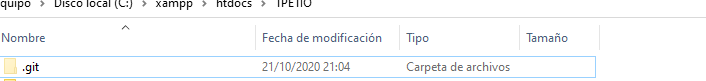 quipo > Disco local (C:) > xampp > htdocs > TPETIO
Nombre Fecha de modificación Tipo Tamaño
.git 21/10/2020 21:04 Carpeta de archivos